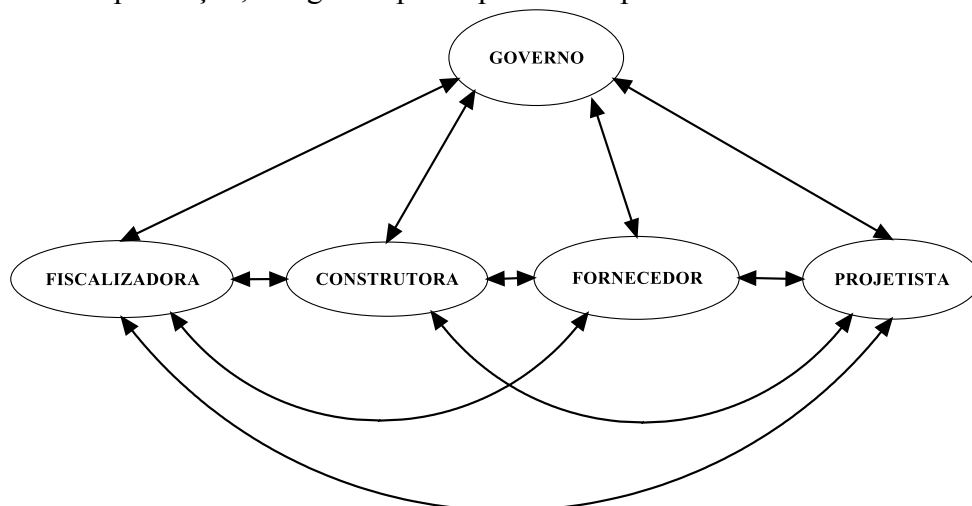 GOVERNO
FISCALIZADORA
CONSTRUTORA
FORNECEDOR
PROJETISTA